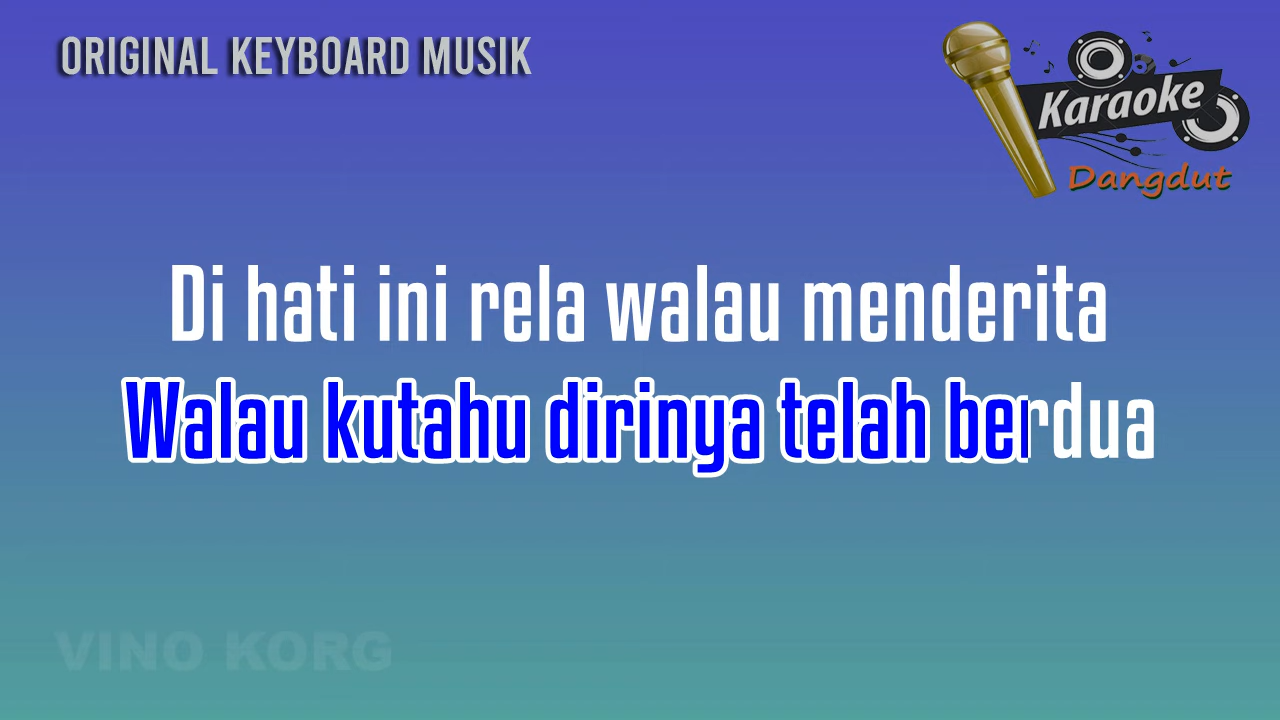 ORIGINAL KEYBOARD MUSIK
Karaoke
Dangdut
Di hati ini rela walau menderita
Walau kutahu dirinya telah berdua
VINO KORG